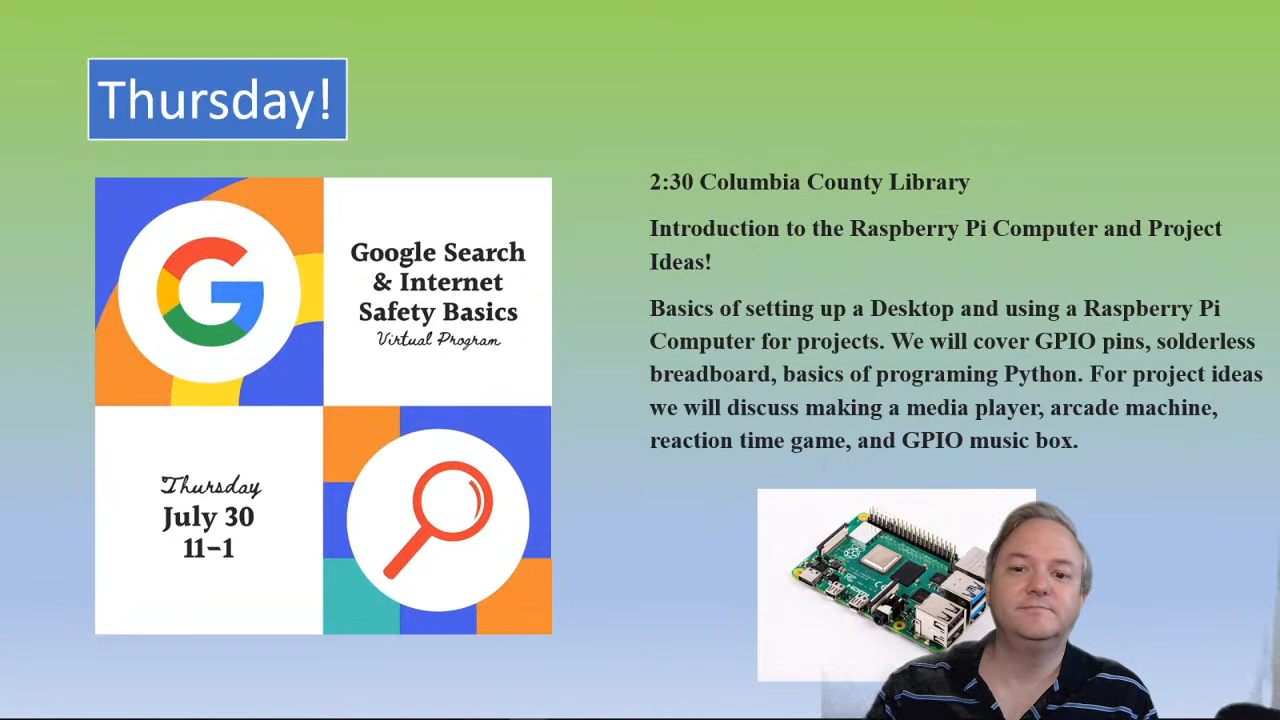 Thursday!
Google Search
& Internet
Safety Basics
Virtual Program
Thursday
July 30
11–1
2:30 Columbia County Library
Introduction to the Raspberry Pi Computer and Project
Ideas!
Basics of setting up a Desktop and using a Raspberry Pi
Computer for projects. We will cover GPIO pins, solderless
breadboard, basics of programing Python. For project ideas
we will discuss making a media player, arcade machine,
reaction time game, and GPIO music box.